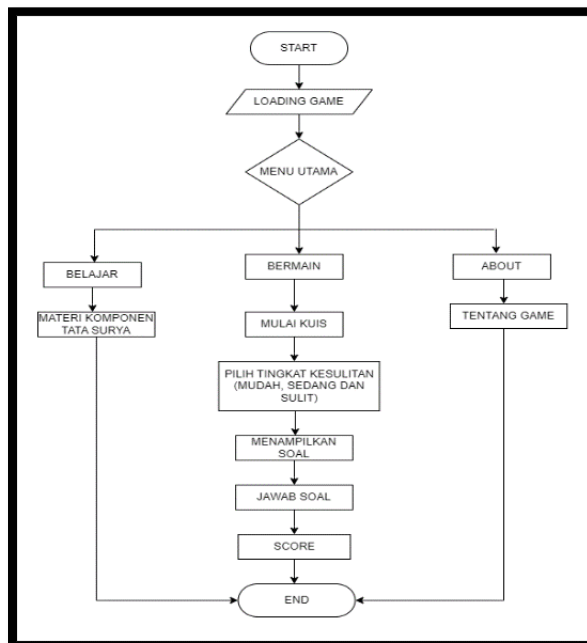 START
LOADING GAME
MENU UTAMA
BELAJAR
BERMAIN
ABOUT
MATERI KOMPONEN
TATA SURYA
MULAI KUIS
TENTANG GAME
PILIH TINGKAT KESULITAN
(MUDAH, SEDANG DAN
SULIT)
MENAMPILKAN
SOAL
JAWAB SOAL
SCORE
END